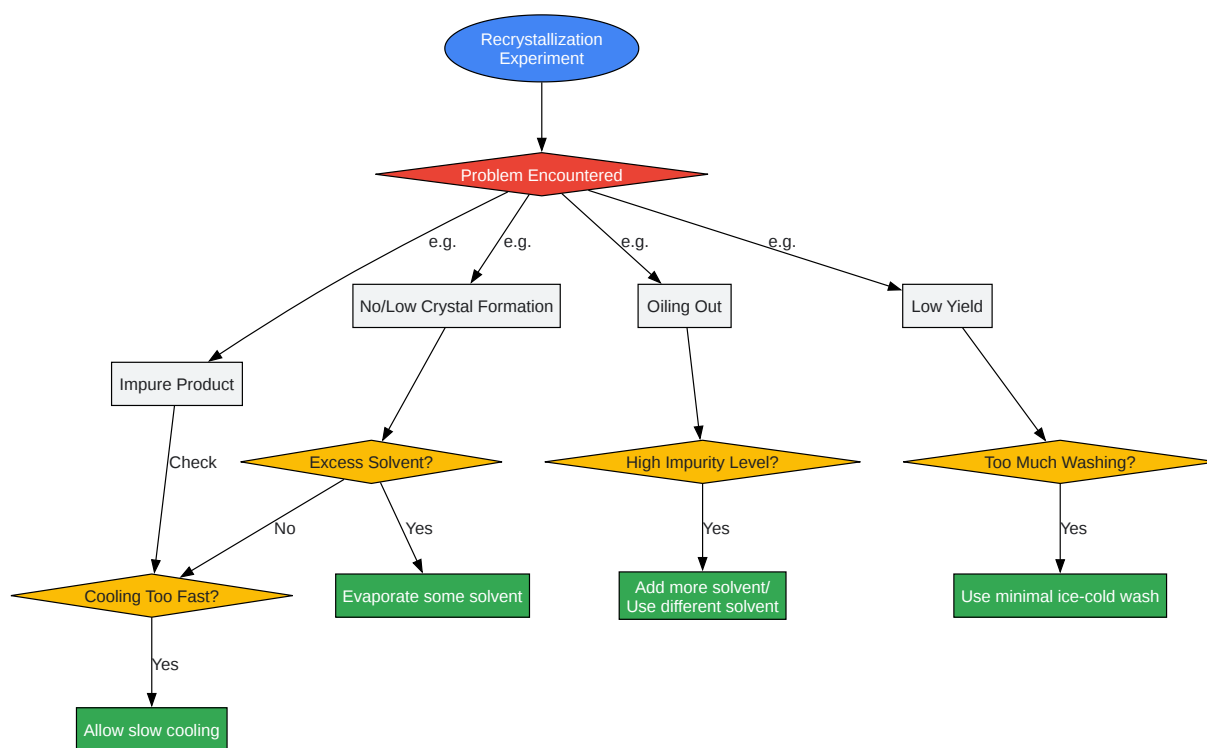 Recrystallization
Experiment
Problem Encountered
e.g.
e.g.
e.g.
e.g.
No/Low Crystal Formation
Oiling Out
Low Yield
Impure Product
Check
Excess Solvent?
High Impurity Level?
Too Much Washing?
No
Yes
Yes
Yes
Cooling Too Fast?
Evaporate some solvent
Add more solvent/
Use different solvent
Use minimal ice-cold wash
Yes
Allow slow cooling